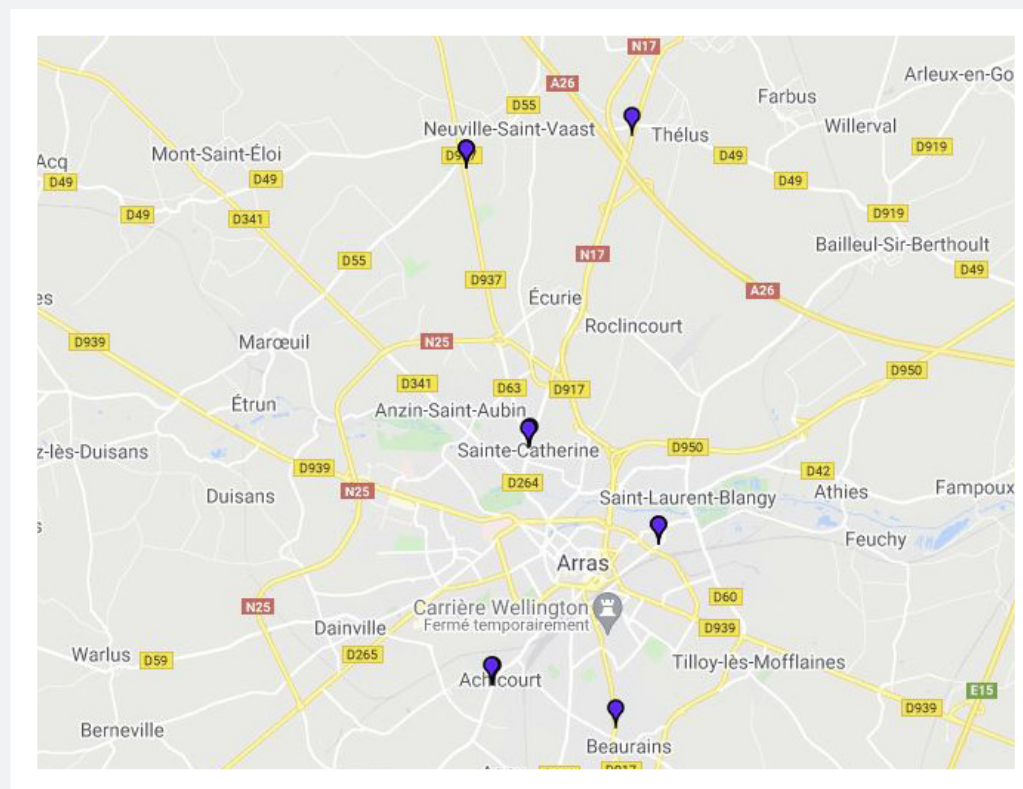 N17
A26
Arleux-en-Go
Farbus
D55
Neuville-Saint-Vaast
Willerval
Thélus
D919
Mont-Saint-Éloi
D49
Acq
D49
D49
D49
D49
D341
D919
Bailleul-Sir-Berthoult
N17
D55
D49
D937
A26
es
Écurie
Roclincourt
D939
Marœuil
N25
D950
D341
D63
D917
Étrun
Anzin-Saint-Aubin
z-lès-Duisans
Sainte-Catherine
D950
D939
D42
D264
N25
Duisans
Saint-Laurent-Blangy
Athies
Fampoux
Feuchy
Arras
D60
N25
Carrière Wellington
Fermé temporairement
Dainville
D939
Warlus
D59
D265
Tilloy-lès-Mofflaines
Achicourt
E15
D939
Berneville
Beaurains
D917